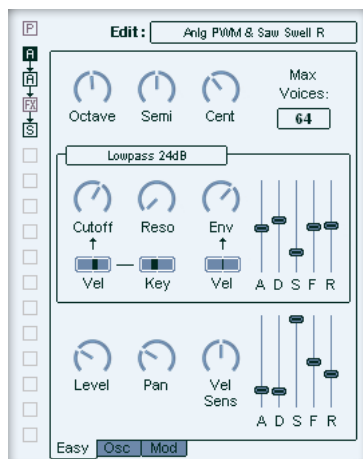 P
Edit: Anlg PWM & Saw Swell R
A
A
FX
S
Max
Voices:
64
Octave Semi Cent
Lowpass 24dB
Cutoff Reso Env
Vel Key Vel
A D S F R
Level Pan Vel
Sens
A D S F R
Easy Osc Mod